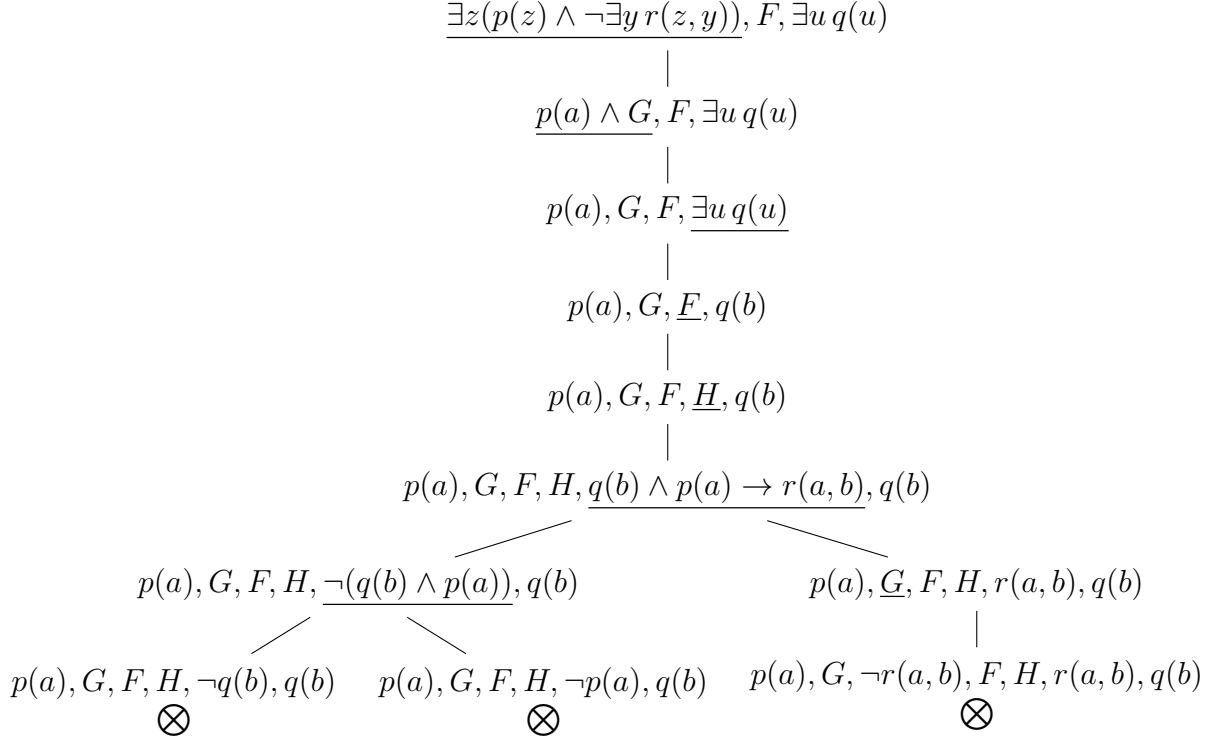 ∃z(p(z) ∧ ¬∃y r(z, y)), F, ∃u q(u)
p(a) ∧ G, F, ∃u q(u)
p(a), G, F, ∃u q(u)
p(a), G, F, q(b)
p(a), G, F, H, q(b)
p(a), G, F, H, q(b) ∧ p(a) → r(a, b), q(b)
p(a), G, F, H, ¬(q(b) ∧ p(a)), q(b)
p(a), G, F, H, r(a, b), q(b)
p(a), G, F, H, ¬q(b), q(b)
p(a), G, F, H, ¬p(a), q(b)
p(a), G, ¬r(a, b), F, H, r(a, b), q(b)
⊗ ⊗ ⊗